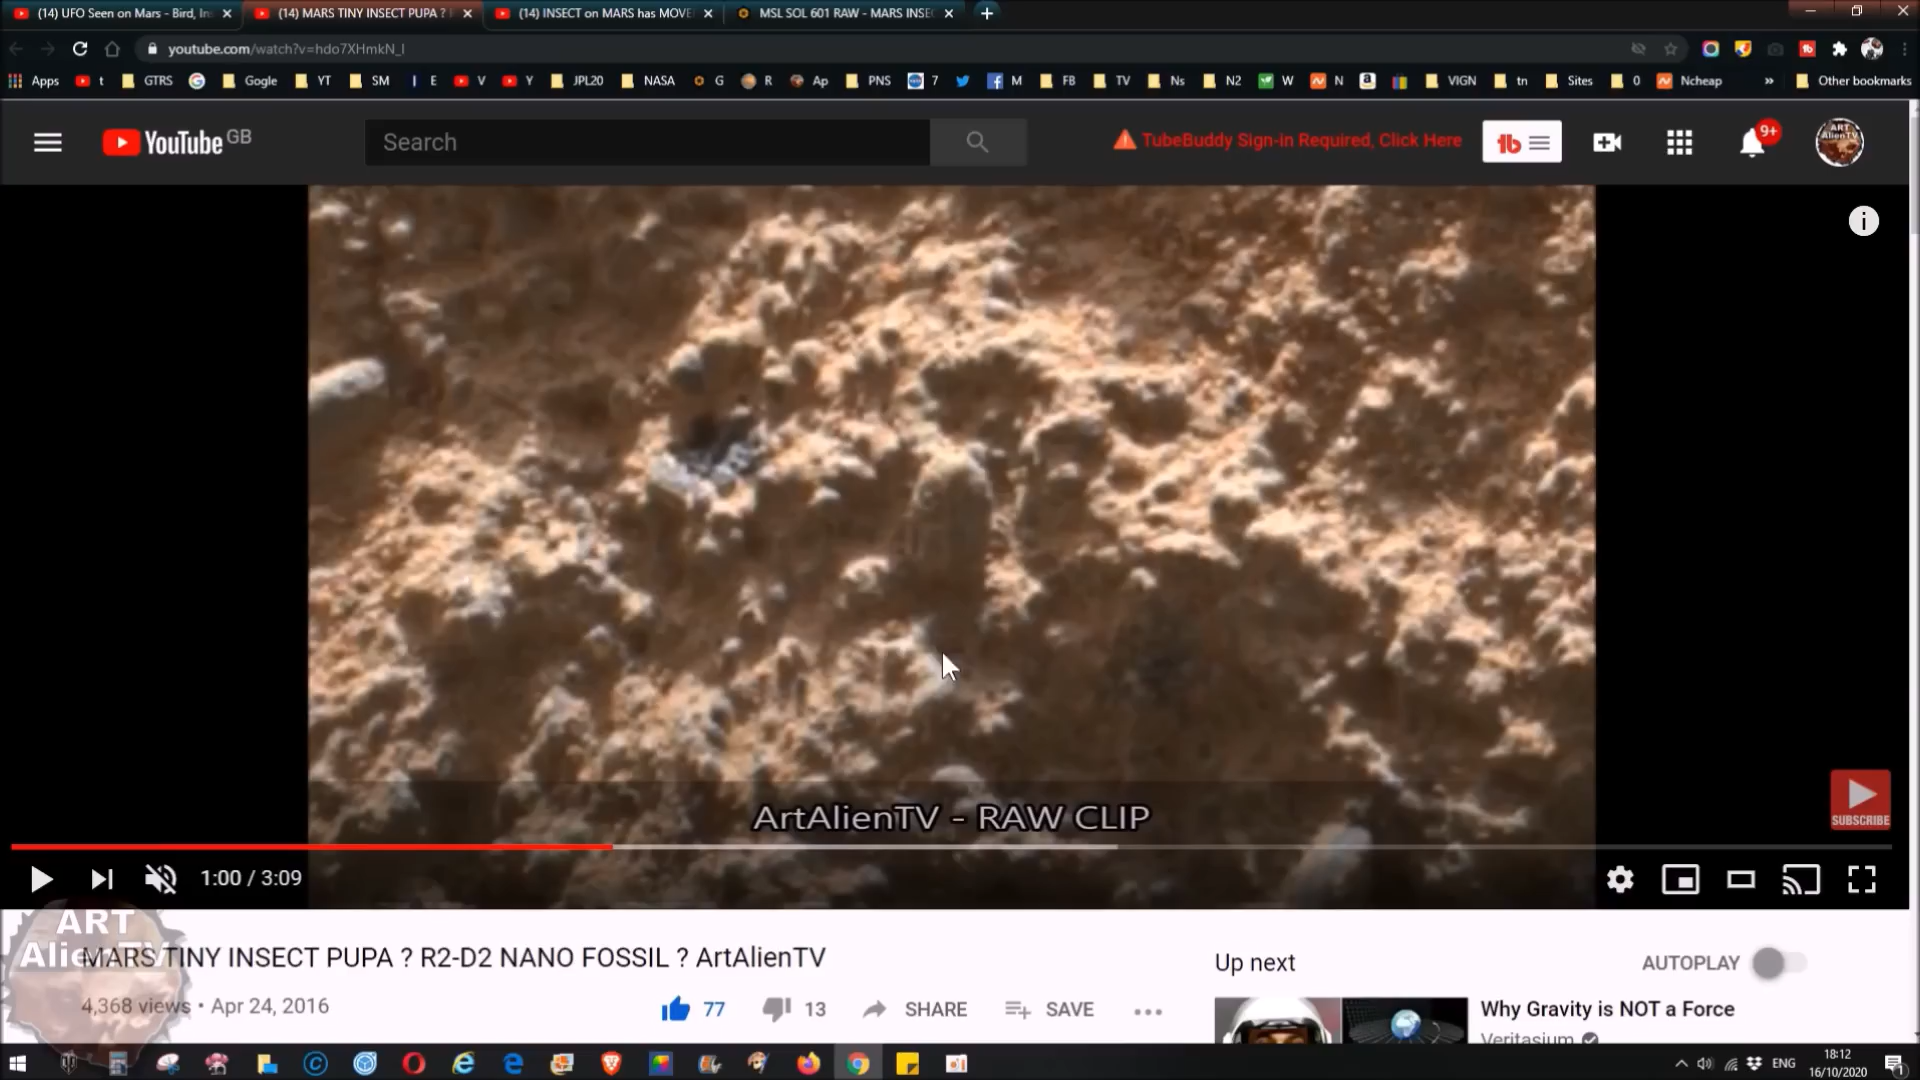 (14) UFO Seen on Mars - Bird, In
(14) MARS TINY INSECT PUPA ?
(14) INSECT on MARS has MOVE
MSL SOL 601 RAW - MARS INSE
youtube.com/watch?v=hdo7XHmkN_I
Apps t GTRS Gogle YT SM E V Y JPL20 NASA G R Ap PNS 7 M FB TV Ns N2 W N VIGN tn Sites 0 Ncheap » Other bookmarks
YouTube GB
Search
TubeBuddy Sign-in Required, Click Here
tb
9+
ART
AlienTV
i
ArtAlienTV - RAW CLIP
SUBSCRIBE
1:00 / 3:09
ART
AlienTV
MARS TINY INSECT PUPA ? R2-D2 NANO FOSSIL ? ArtAlienTV
4,368 views • Apr 24, 2016
77 13 SHARE SAVE
Up next
AUTOPLAY
Why Gravity is NOT a Force
Veritasium
ENG
18:12
16/10/2020
1